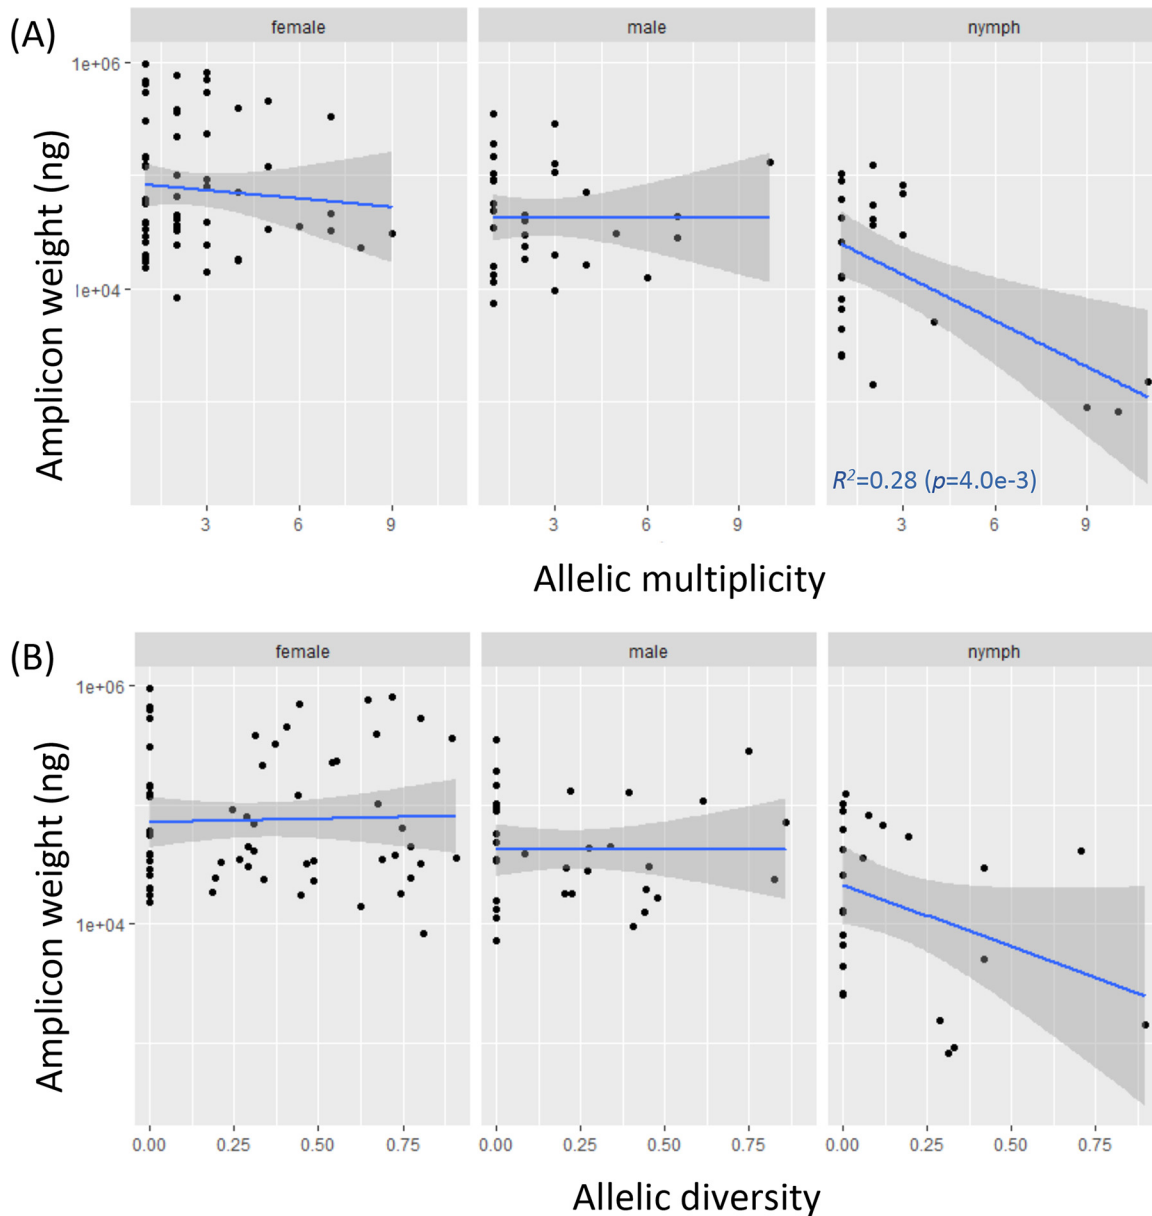 (A)
female male nymph
1e+06
1e+04
Amplicon weight (ng)
R²=0.28 (p=4.0e-3)
3 6 9 3 6 9 3 6 9
Allelic multiplicity
(B)
female male nymph
1e+06
1e+04
Amplicon weight (ng)
0.00 0.25 0.50 0.75 0.00 0.25 0.50 0.75 0.00 0.25 0.50 0.75
Allelic diversity